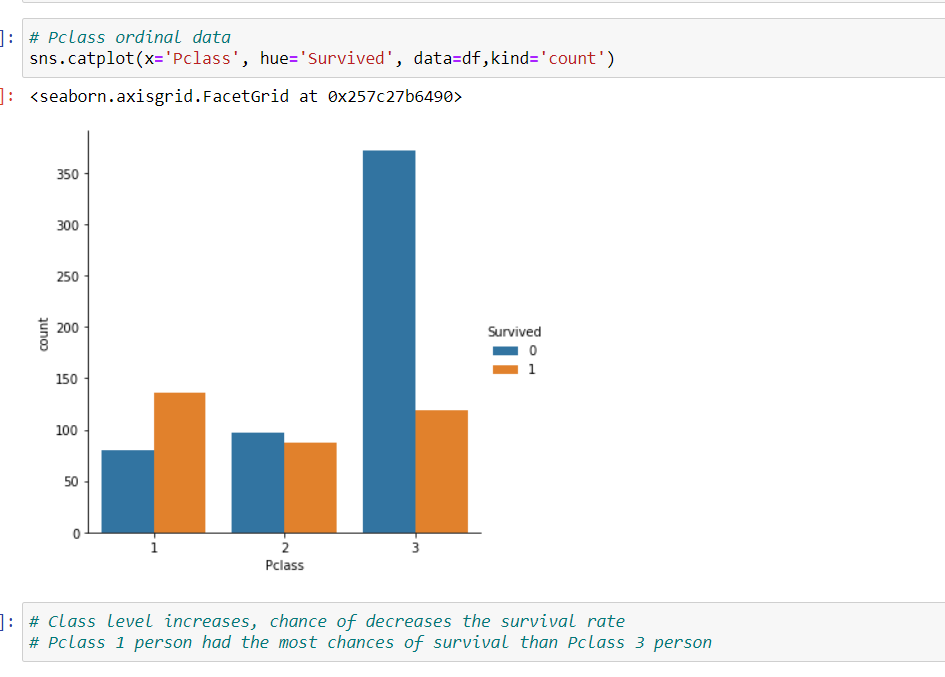 ]: # Pclass ordinal data
sns.catplot(x='Pclass', hue='Survived', data=df,kind='count')
]: <seaborn.axisgrid.FacetGrid at 0x257c27b6490>
350
300
250
200
150
100
50
0
count
1 2 3
Pclass
Survived
0
1
]: # Class level increases, chance of decreases the survival rate
# Pclass 1 person had the most chances of survival than Pclass 3 person